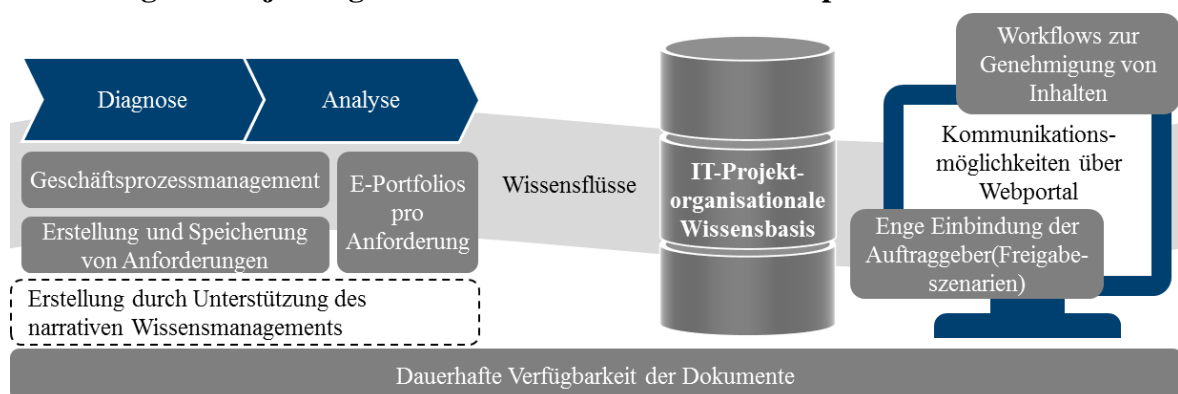 Diagnose
Analyse
Geschäftsprozessmanagement
Erstellung und Speicherung
von Anforderungen
E-Portfolios
pro
Anforderung
Erstellung durch Unterstützung des
narrativen Wissensmanagements
Wissensflüsse
IT-Projekt-
organisationale
Wissensbasis
Workflows zur
Genehmigung von
Inhalten
Kommunikations-
möglichkeiten über
Webportal
Enge Einbindung der
Auftraggeber(Freigabe-
szenarien)
Dauerhafte Verfügbarkeit der Dokumente